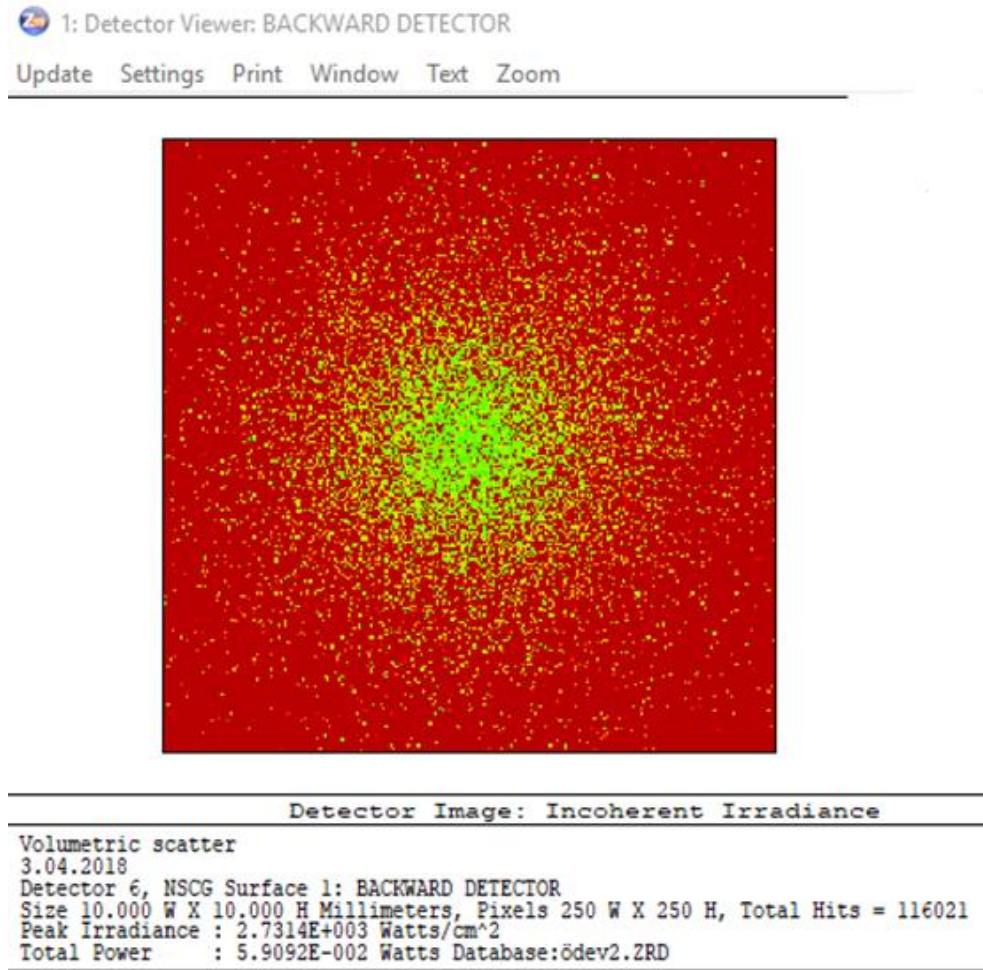 1: Detector Viewer: BACKWARD DETECTOR
Update Settings Print Window Text Zoom
Detector Image: Incoherent Irradiance
Volumetric scatter
3.04.2018
Detector 6, NSCG Surface 1: BACKWARD DETECTOR
Size 10.000 W X 10.000 H Millimeters, Pixels 250 W X 250 H, Total Hits = 116021
Peak Irradiance : 2.7314E+003 Watts/cm^2
Total Power : 5.9092E-002 Watts Database:ödev2.ZRD